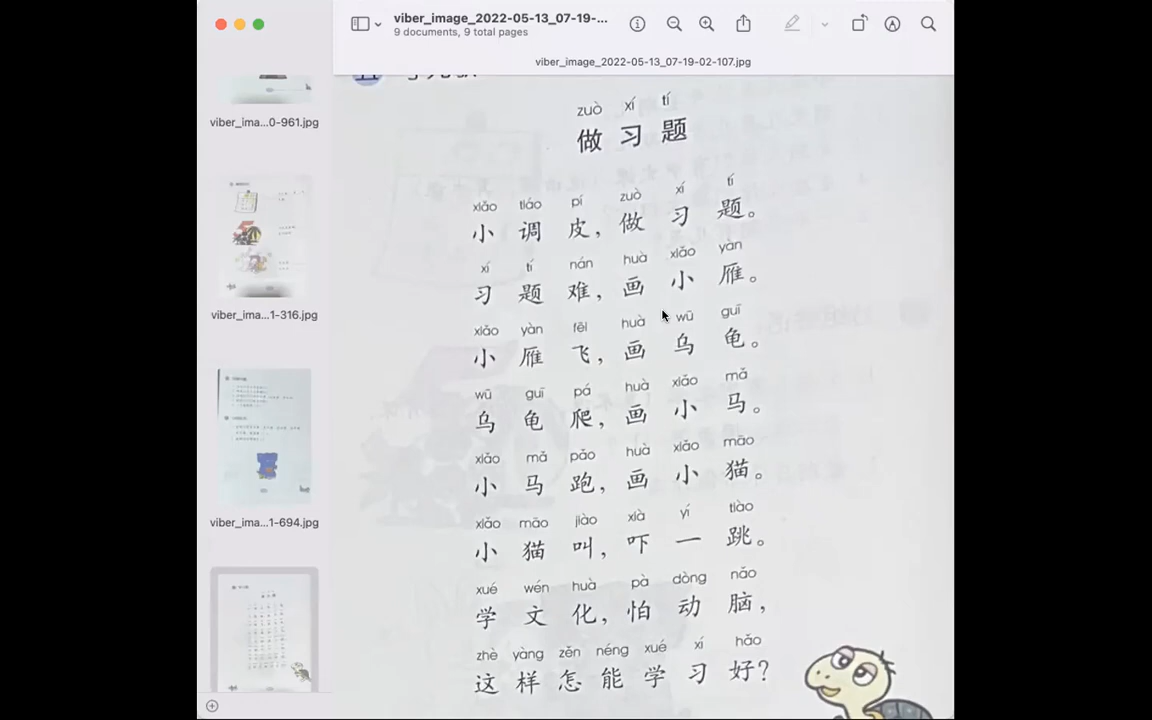 viber_image_2022-05-13_07-19-...
9 documents, 9 total pages
viber_image_2022-05-13_07-19-02-107.jpg
viber_ima...0-961.jpg
viber_ima...1-316.jpg
viber_ima...1-694.jpg
zuò xí tí
做习题
xiǎo tiáo pí zuò xí tí
小调皮，做习题。
xí tí nán huà xiǎo yàn
习题难，画小雁。
xiǎo yàn fēi huà wū guī
小雁飞，画乌龟。
wū guī pá huà xiǎo mǎ
乌龟爬，画小马。
xiǎo mǎ pǎo huà xiǎo māo
小马跑，画小猫。
xiǎo māo jiào xià yí tiào
小猫叫，吓一跳。
xué wén huà pà dòng nǎo
学文化，怕动脑，
zhè yàng zěn néng xué xí hǎo
这样怎能学习好？